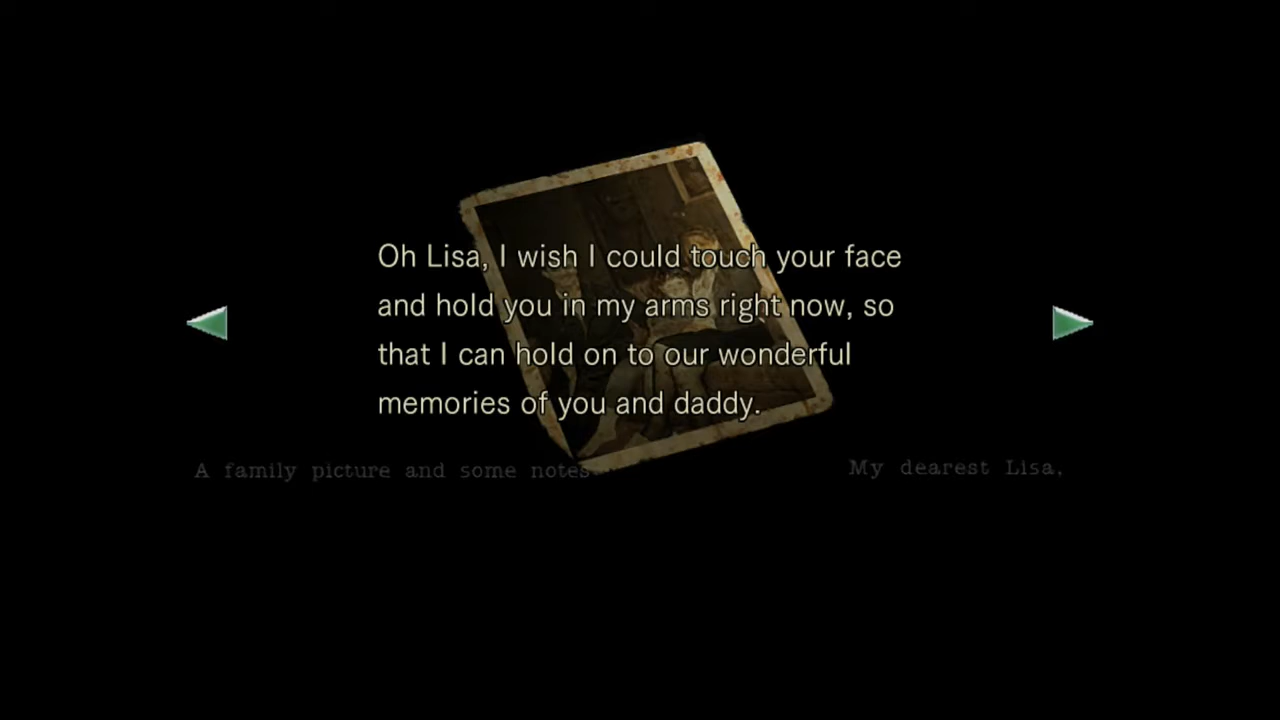 Oh Lisa, I wish I could touch your face
and hold you in my arms right now, so
that I can hold on to our wonderful
memories of you and daddy.
A family picture and some notes
My dearest Lisa,